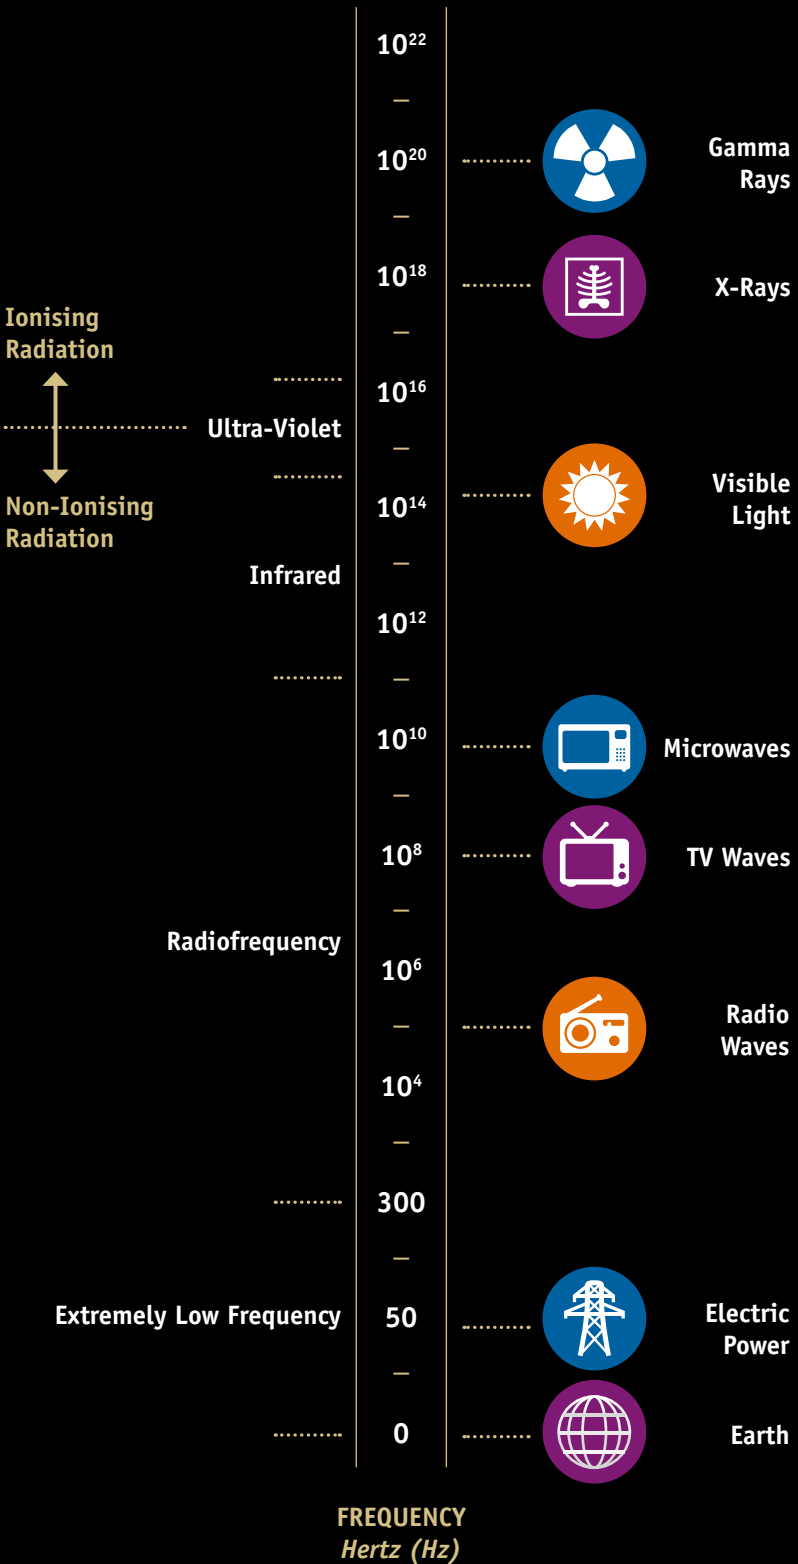 10²²
–
10²⁰
Gamma
Rays
–
10¹⁸
X-Rays
Ionising
Radiation
–
10¹⁶
Ultra-Violet
–
Visible
Light
Non-Ionising
Radiation
10¹⁴
–
Infrared
10¹²
–
10¹⁰
Microwaves
–
10⁸
TV Waves
–
Radiofrequency
10⁶
–
Radio
Waves
10⁴
–
300
–
Extremely Low Frequency
50
Electric
Power
–
0
Earth
FREQUENCY
Hertz (Hz)